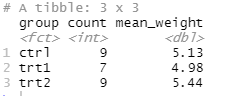 # A tibble: 3 x 3
group count mean_weight
<fct> <int> <dbl>
1 ctrl 9 5.13
2 trt1 7 4.98
3 trt2 9 5.44